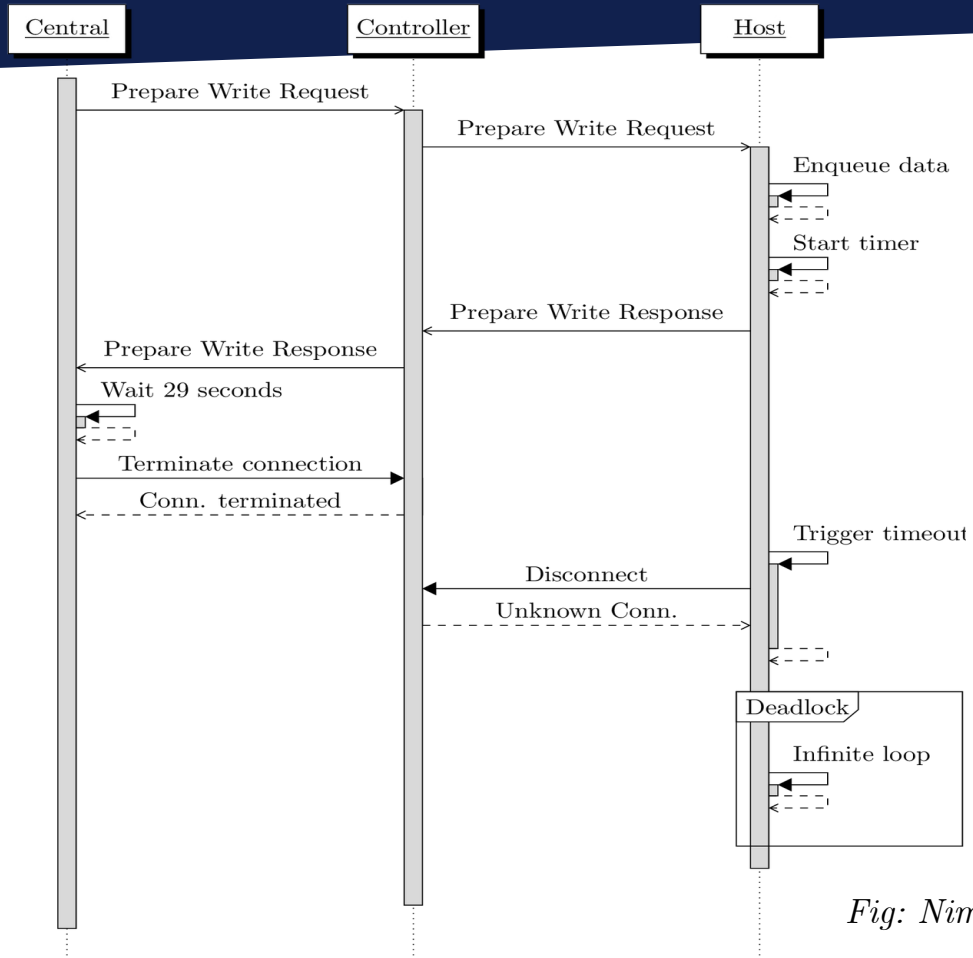 Central
Controller
Host
Prepare Write Request
Prepare Write Request
Enqueue data
Start timer
Prepare Write Response
Prepare Write Response
Wait 29 seconds
Terminate connection
Conn. terminated
Trigger timeout
Disconnect
Unknown Conn.
Deadlock
Infinite loop
Fig: